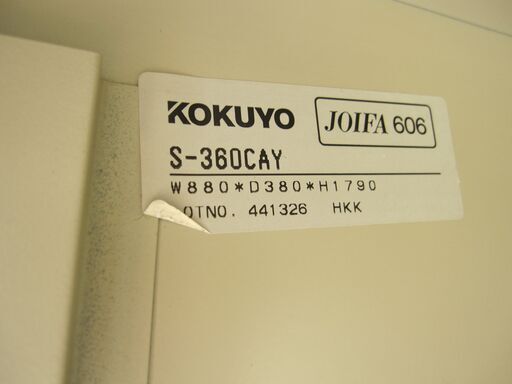 KOKUYO
JOIFA 606
S-360CAY
W880*D380*H1790
OTNO. 441326 HKK